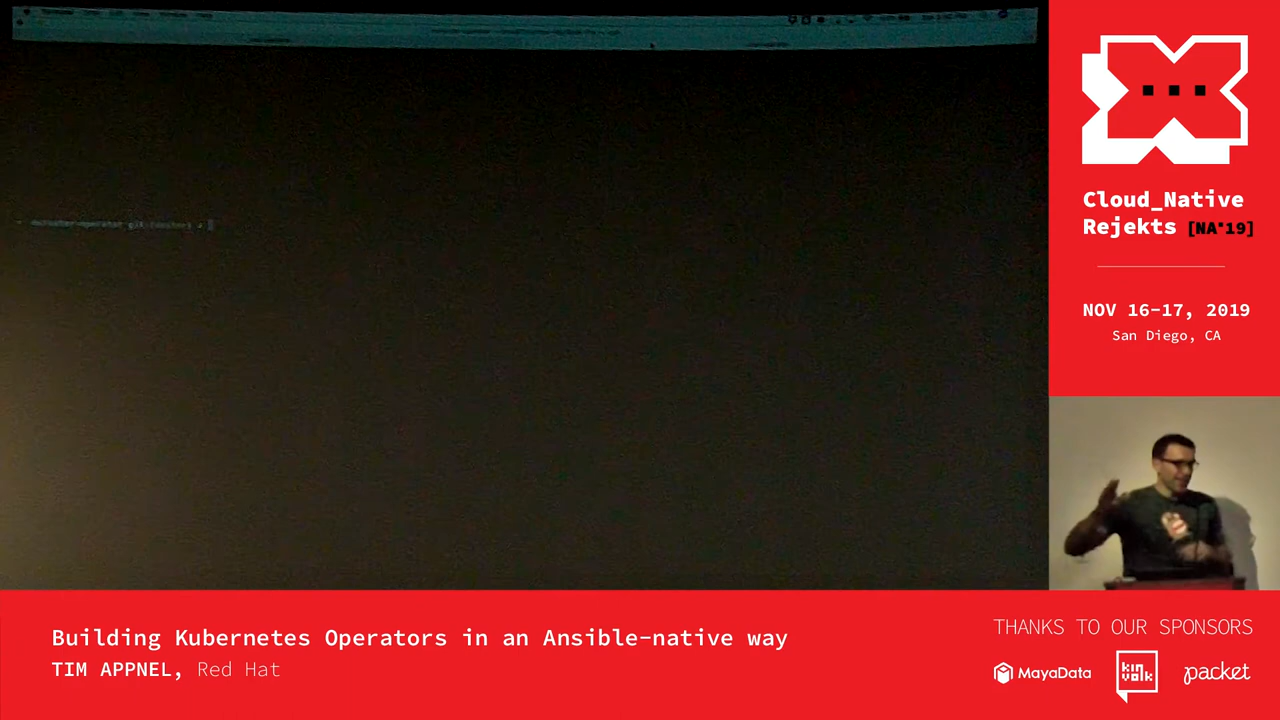 Cloud_Native
Rejekts [NA'19]
NOV 16-17, 2019
San Diego, CA
Building Kubernetes Operators in an Ansible-native way
TIM APPNEL, Red Hat
THANKS TO OUR SPONSORS
MayaData
kinvolk
packet